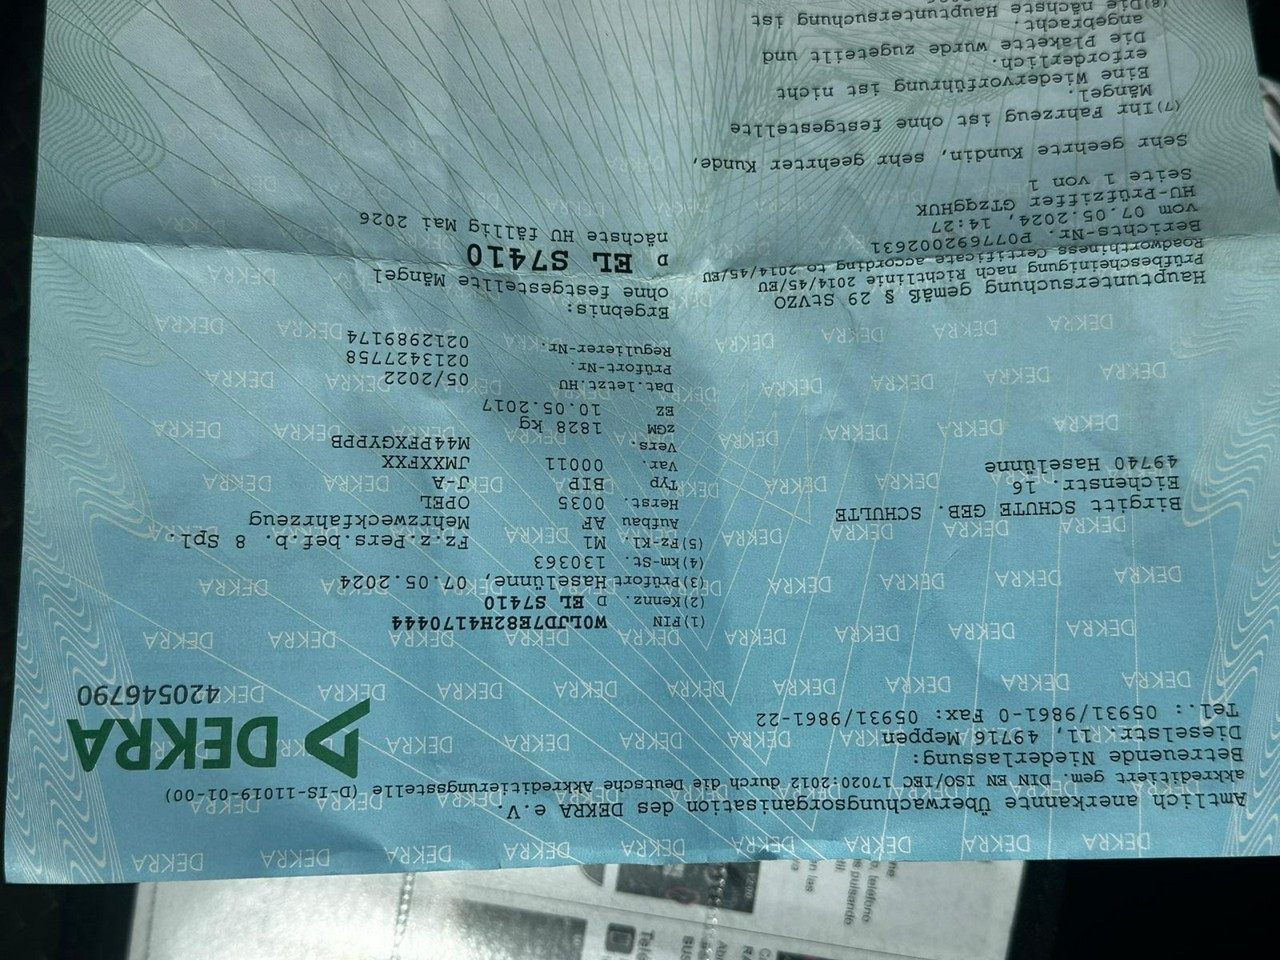 Amtlich anerkannte Überwachungsorganisation des DEKRA e.V.
akkreditiert gem. DIN EN ISO/IEC 17020:2012 durch die Deutsche Akkreditierungsstelle (D-IS-11019-01-00)
Betreuende Niederlassung:
Dieselstr. 11, 49716 Meppen
Tel.: 05931/9861-0 Fax: 05931/9861-22
DEKRA
420546790
Birgitt SCHUTE GEB. SCHULTE
Eichenstr. 16
49740 Haselünne
Hauptuntersuchung gemäß § 29 StVZO
Prüfbescheinigung nach Richtlinie 2014/45/EU
Roadworthiness Certificate according to 2014/45/EU
Berichts-Nr. P077692002631
vom 07.05.2024, 14:27
HU-Prüfziffer GTzqgHUK
Seite 1 von 1
Sehr geehrte Kundin, sehr geehrter Kunde,
(7) Ihr Fahrzeug ist ohne festgestellte
Mängel.
Eine Wiedervorführung ist nicht
erforderlich.
Die Plakette wurde zugeteilt und
angebracht.
(8) Die nächste Hauptuntersuchung ist
(1) FIN W0LJD7E82H4170444
(2) Kennz. D EL S7410
(3) Prüfort Haselünne, 07.05.2024
(4) km-St. 130363
(5) Fz-Kl. M1 Fz.z.Pers.bef.b. 8 Spl.
Aufbau AF Mehrzweckfahrzeug
Herst. 0035 OPEL
Typ BIP J-A
Var. 00011 JMXXFXX
Vers. M44PFXGYPPB
zGM 1828 kg
EZ 10.05.2017
Dat.letzt.HU 05/2022
Prüfort-Nr. 0213427758
Regulierer-Nr. 0212989174
Ergebnis:
ohne festgestellte Mängel
D EL S7410
nächste HU fällig Mai 2026